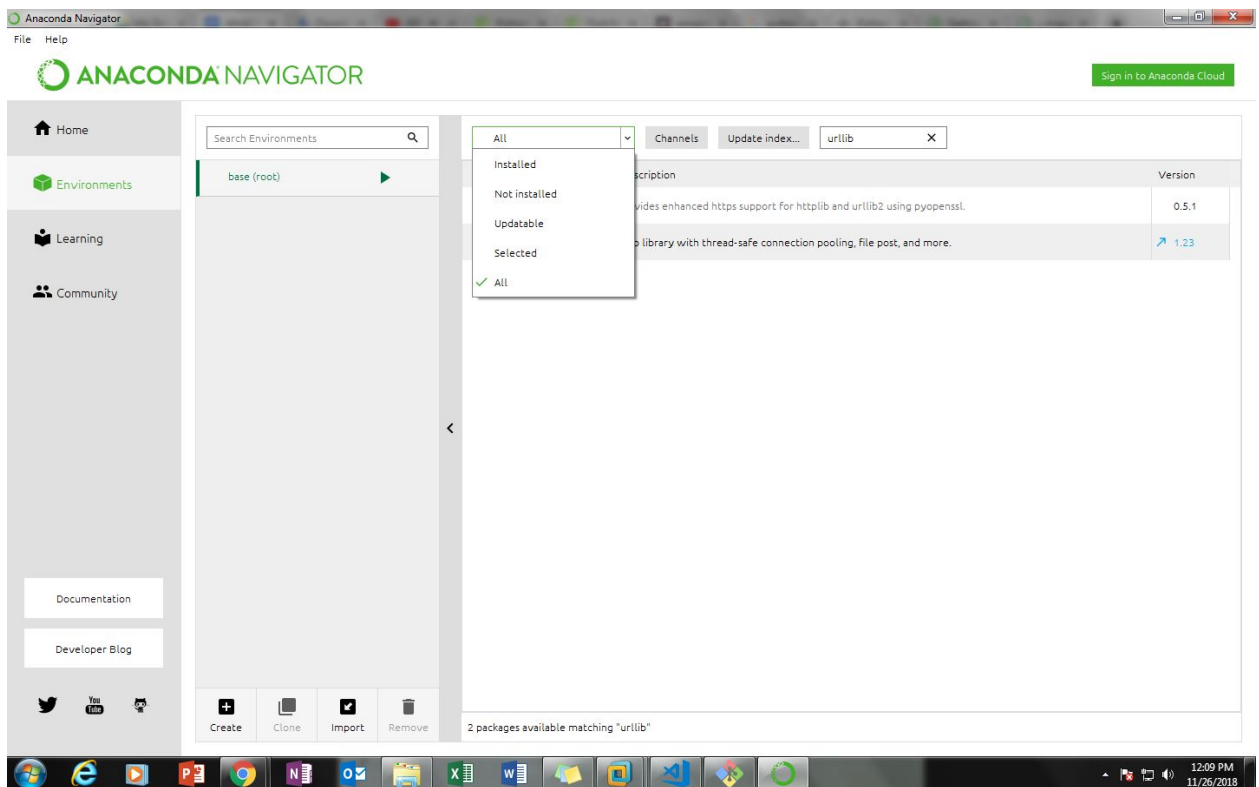 Anaconda Navigator
File Help
ANACONDA NAVIGATOR
Sign in to Anaconda Cloud
Home
Environments
Learning
Community
Documentation
Developer Blog
You
Tube
Search Environments
base (root)
Create Clone Import Remove
All Channels Update index... urllib
Installed
Not installed
Updatable
Selected
All
scription Version
vides enhanced https support for httplib and urllib2 using pyopenssl. 0.5.1
library with thread-safe connection pooling, file post, and more. 1.23
2 packages available matching "urllib"
12:09 PM
11/26/2018